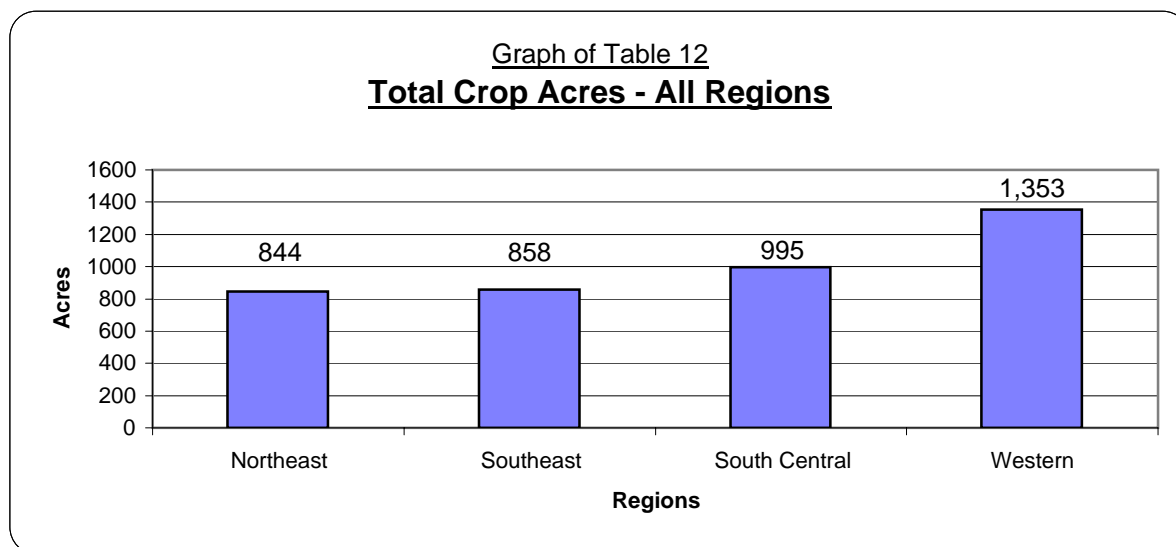 Graph of Table 12
Total Crop Acres - All Regions
1600
1400
1200
1000
800
600
400
200
0
Acres
844
858
995
1,353
Northeast
Southeast
South Central
Western
Regions